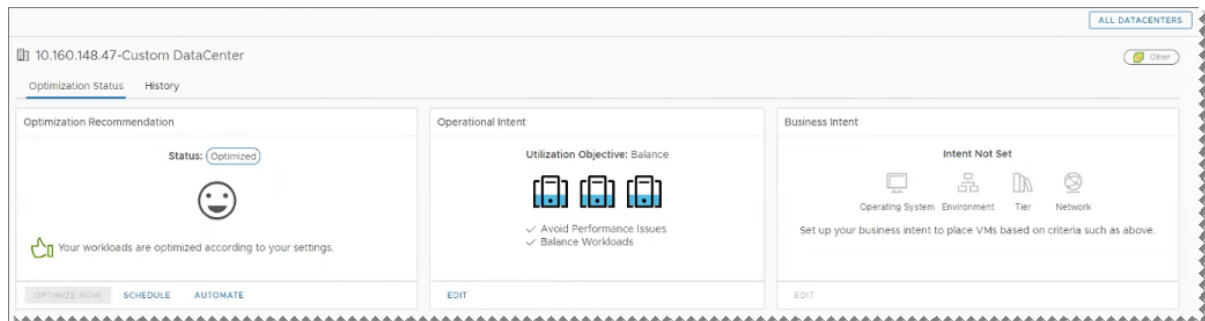 ALL DATACENTERS
10.160.148.47-Custom DataCenter
Other
Optimization Status History
Optimization Recommendation
Status: Optimized
Your workloads are optimized according to your settings.
OPTIMIZE NOW SCHEDULE AUTOMATE
Operational Intent
Utilization Objective: Balance
Avoid Performance Issues
Balance Workloads
EDIT
Business Intent
Intent Not Set
Operating System Environment Tier Network
Set up your business intent to place VMs based on criteria such as above.
EDIT